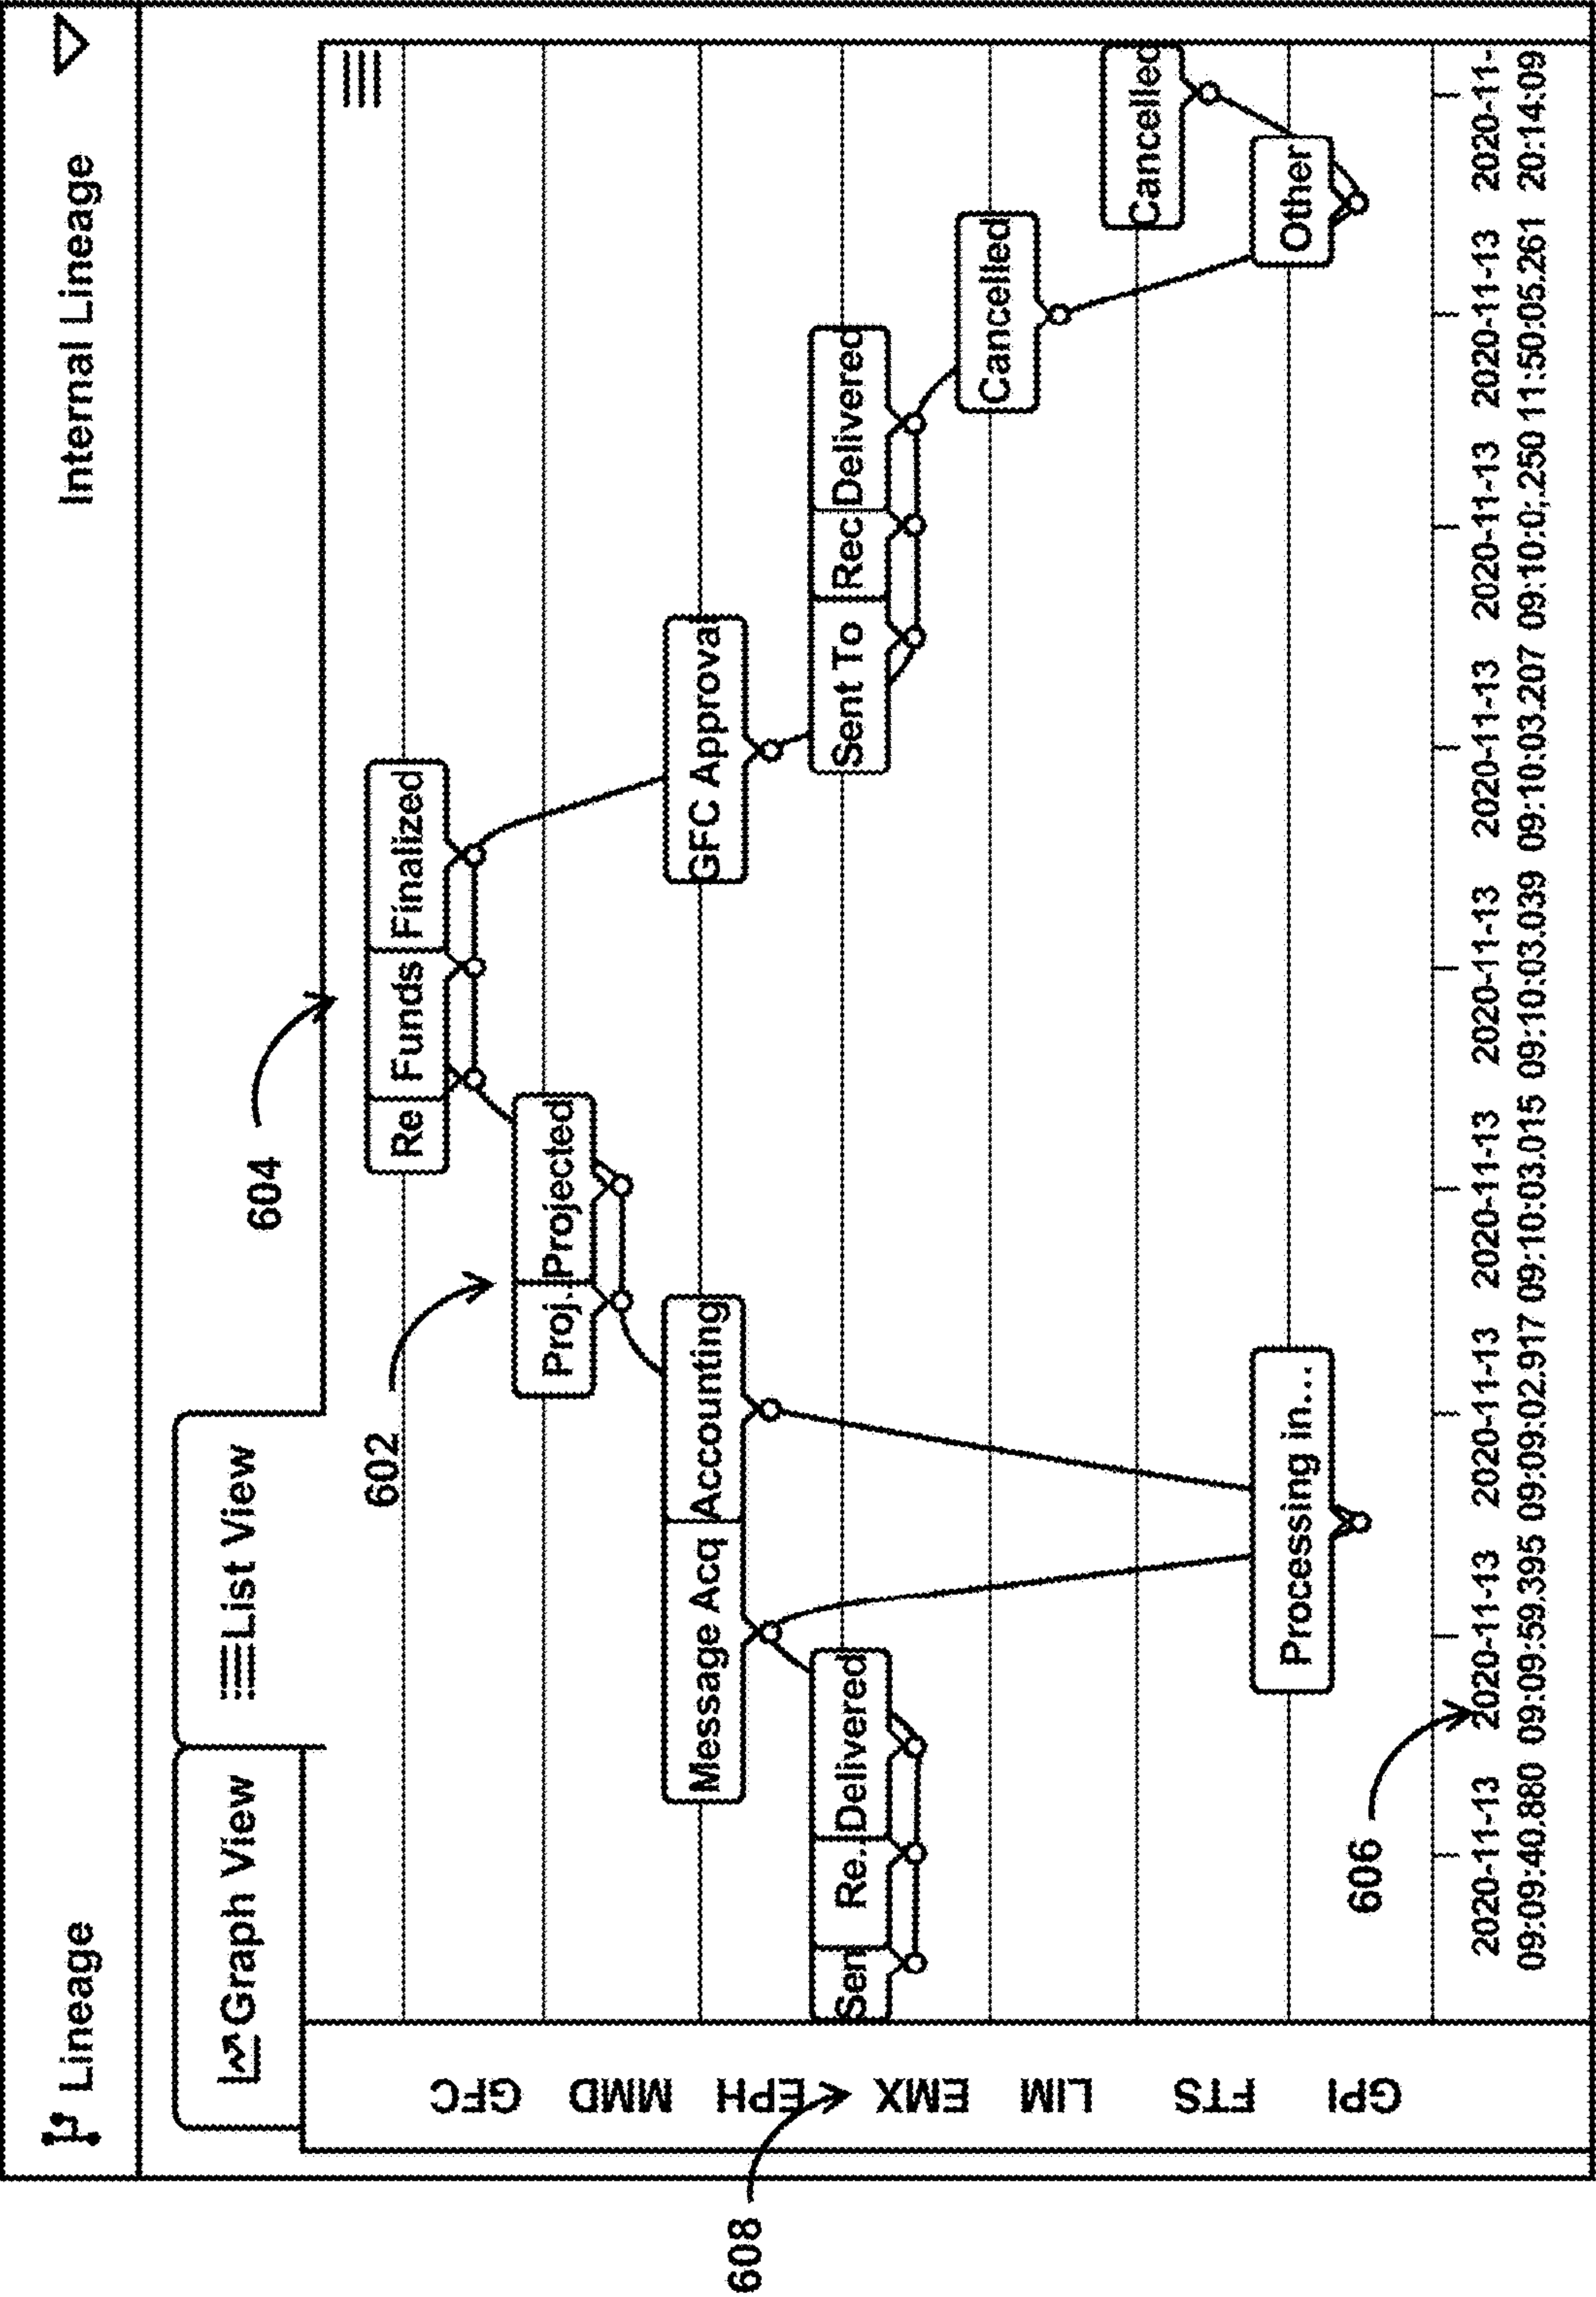 Lineage
Internal Lineage
Graph View
List View
604
602
Re
Funds
Finalized
GFC
Proj.
Projected
MMD
Message Acq
Accounting
GFC Approval
EPH
608
Sen
Re..
Delivered
Sent To
Rec
Delivered
EMX
Cancelled
LIM
Cancelled
FTS
Processing in...
Other
GPI
606
2020-11-13 2020-11-13 2020-11-13 2020-11-13 2020-11-13 2020-11-13 2020-11-13 2020-11-13 2020-11-
09:09:40.880 09:09:59.395 09:09:02.917 09:10:03.015 09:10:03.039 09:10:03.207 09:10:0;.250 11:50:05.261 20:14:09